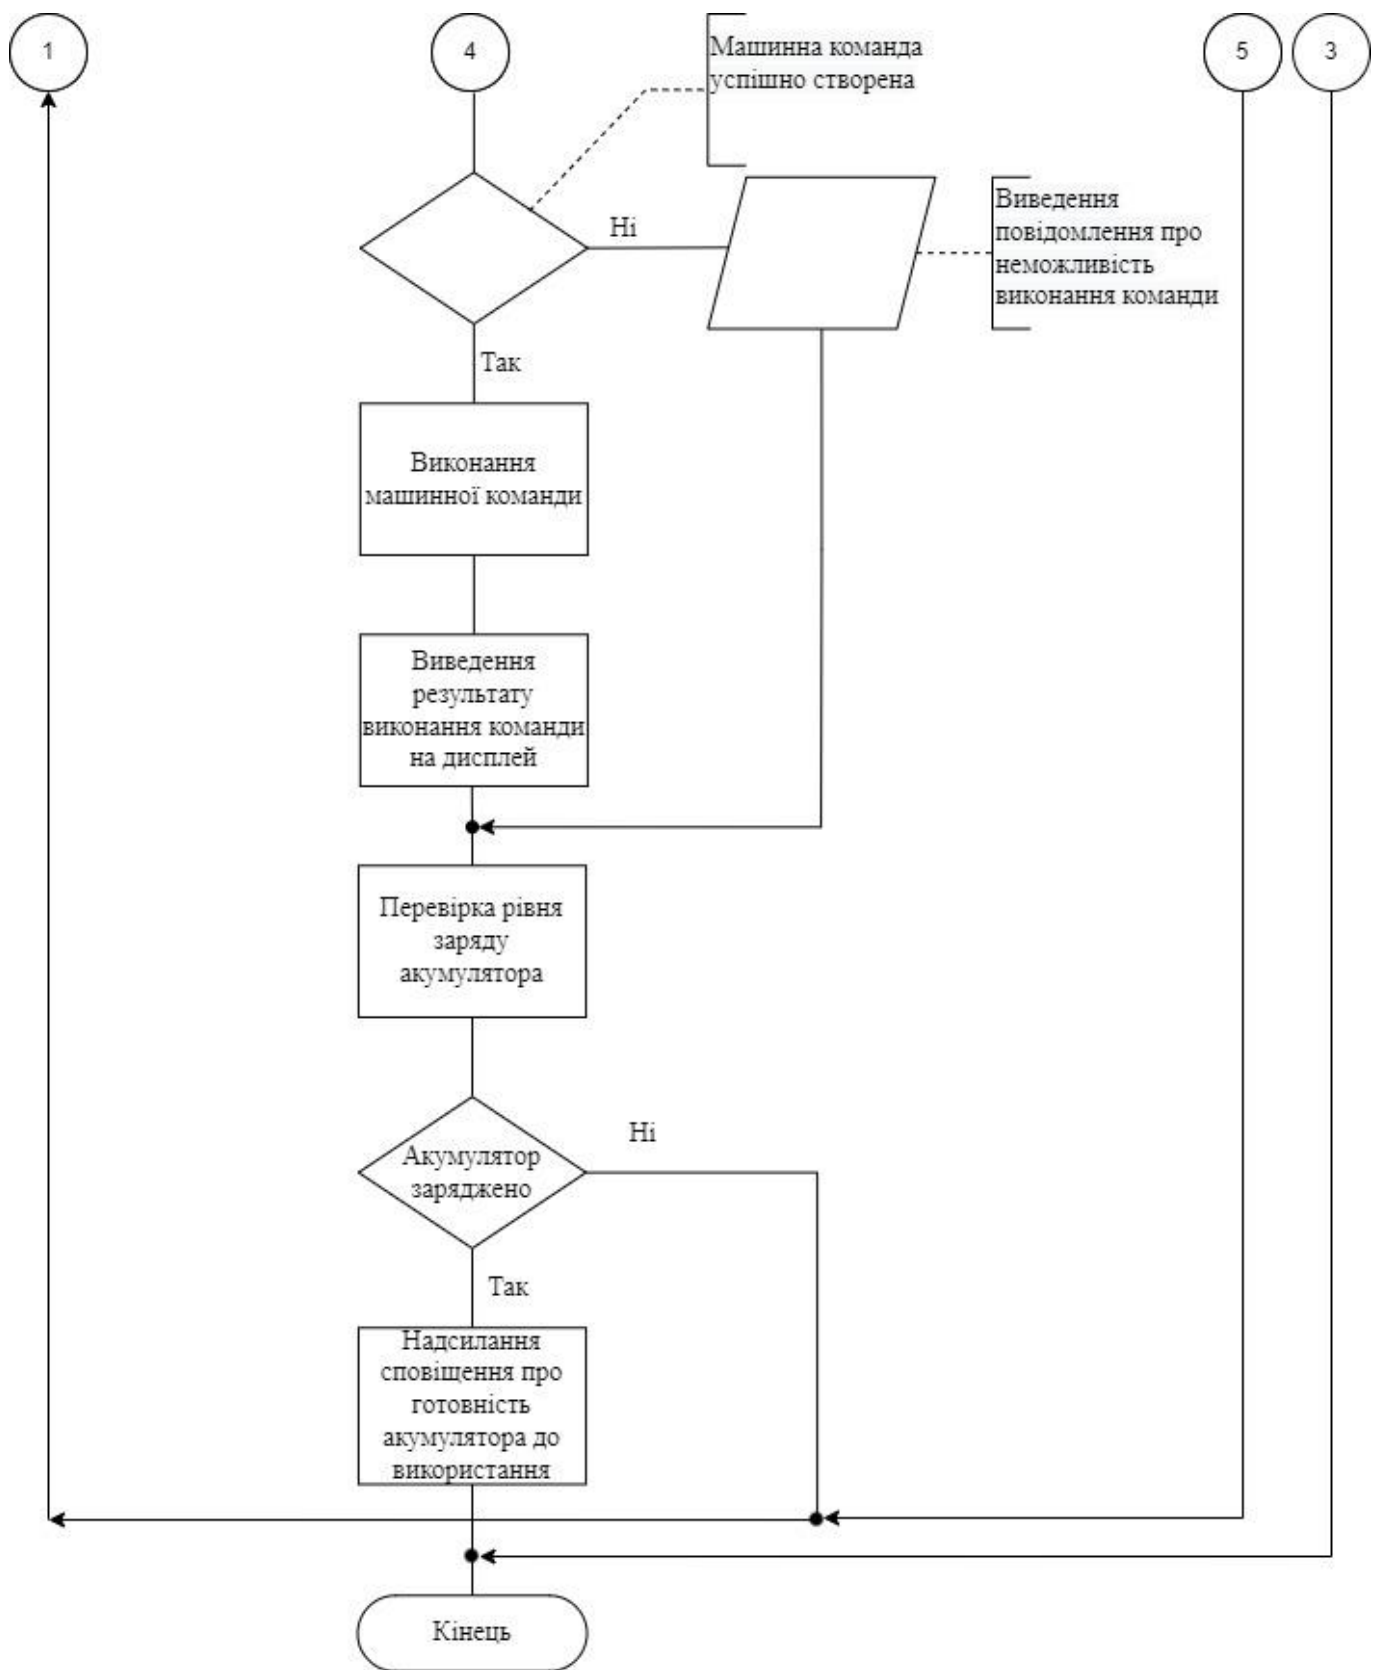 1
4
5
3
Машинна команда
успішно створена
Ні
Виведення
повідомлення про
неможливість
виконання команди
Так
Виконання
машинної команди
Виведення
результату
виконання команди
на дисплей
Перевірка рівня
заряду
акумулятора
Ні
Акумулятор
заряджено
Так
Надсилання
сповіщення про
готовність
акумулятора до
використання
Кінець